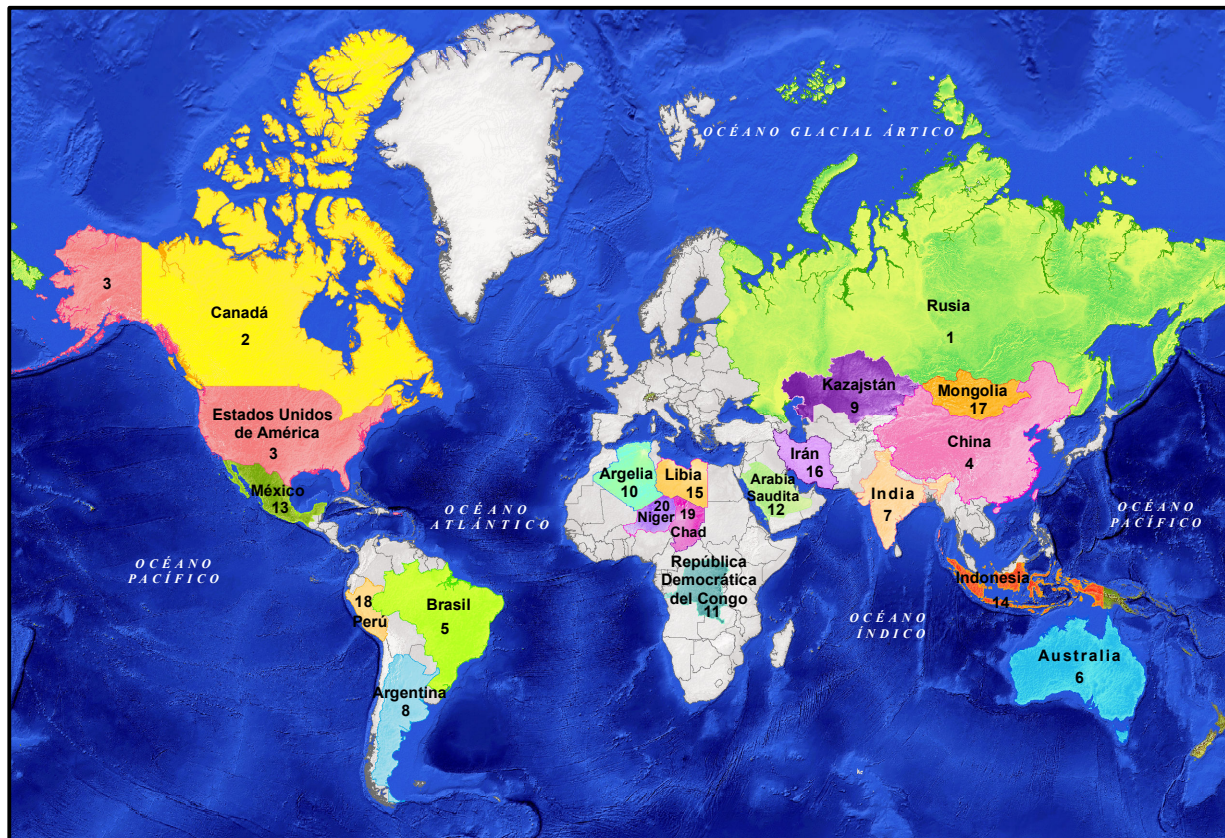 OCÉANO GLACIAL ÁRTICO
3
Canadá
2
Rusia
1
Estados Unidos
de América
3
Kazajstán
9
Mongolia
17
China
4
México
13
Argelia
10
Libia
15
Irán
16
Arabia
Saudita
12
India
7
20
Niger
19
Chad
OCÉANO
ATLÁNTICO
OCÉANO
PACÍFICO
OCÉANO
PACÍFICO
República
Democrática
del Congo
11
Indonesia
14
18
Perú
Brasil
5
OCÉANO
ÍNDICO
Australia
6
Argentina
8